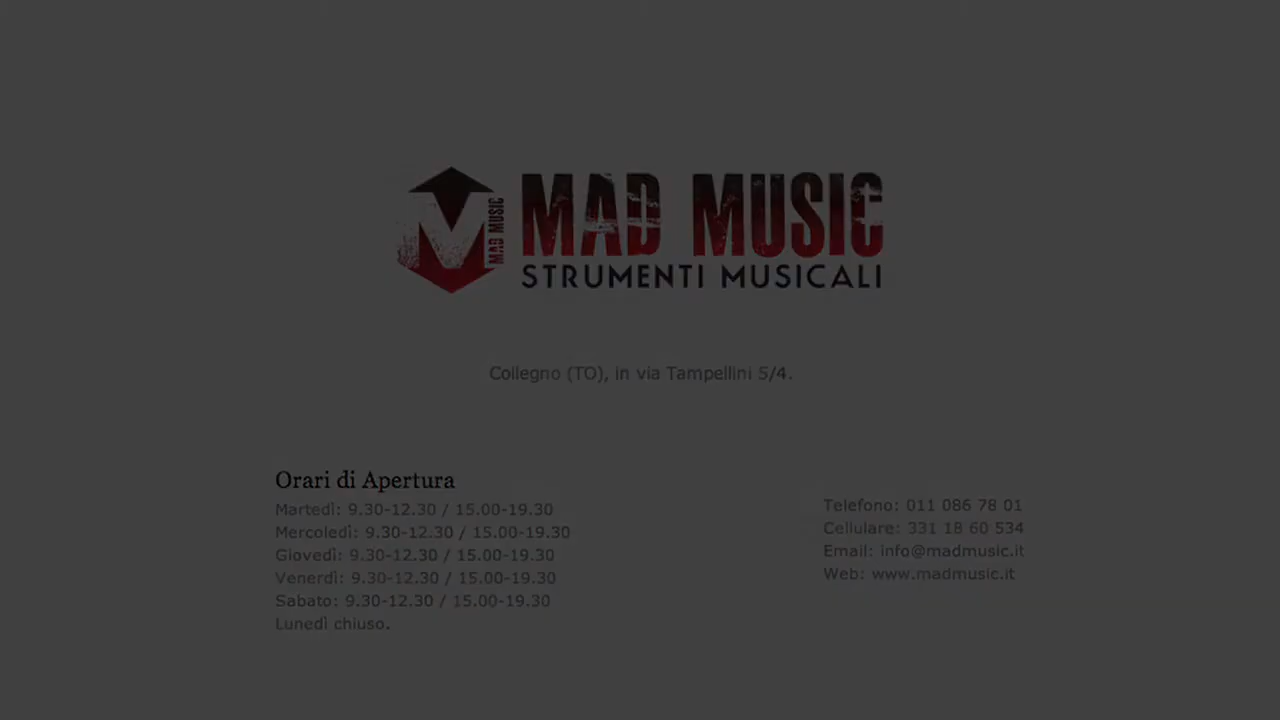 MAD MUSIC
MAD MUSIC
STRUMENTI MUSICALI
Collegno (TO), in via Tampellini 5/4.
Orari di Apertura
Martedì: 9.30-12.30 / 15.00-19.30
Mercoledì: 9.30-12.30 / 15.00-19.30
Giovedì: 9.30-12.30 / 15.00-19.30
Venerdì: 9.30-12.30 / 15.00-19.30
Sabato: 9.30-12.30 / 15.00-19.30
Lunedì chiuso.
Telefono: 011 086 78 01
Cellulare: 331 18 60 534
Email: info@madmusic.it
Web: www.madmusic.it